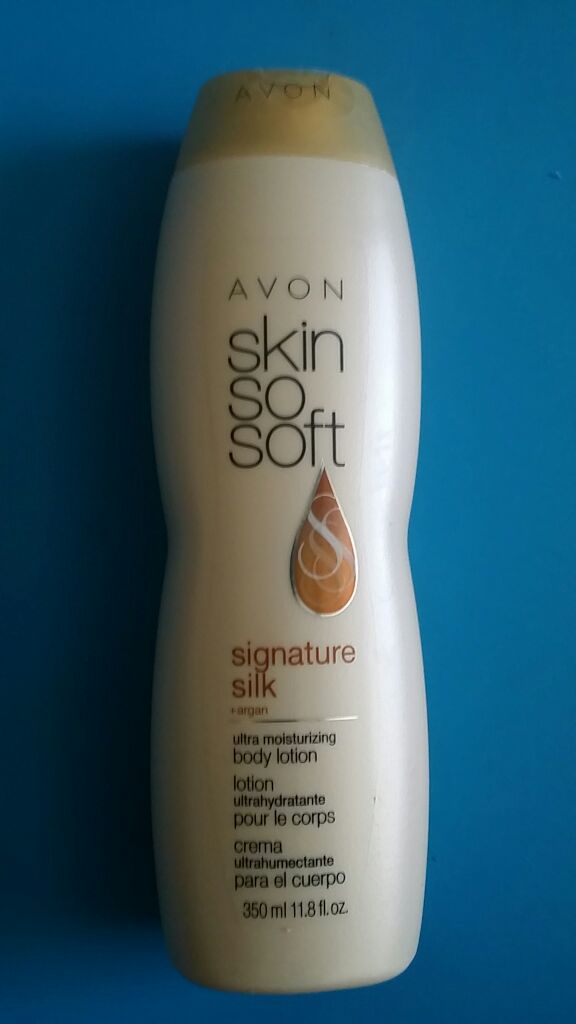 AVON
AVON
skin
so
soft
signature
silk
+argan
ultra moisturizing
body lotion
lotion
ultrahydratante
pour le corps
crema
ultrahumectante
para el cuerpo
350 ml 11.8 fl. oz.